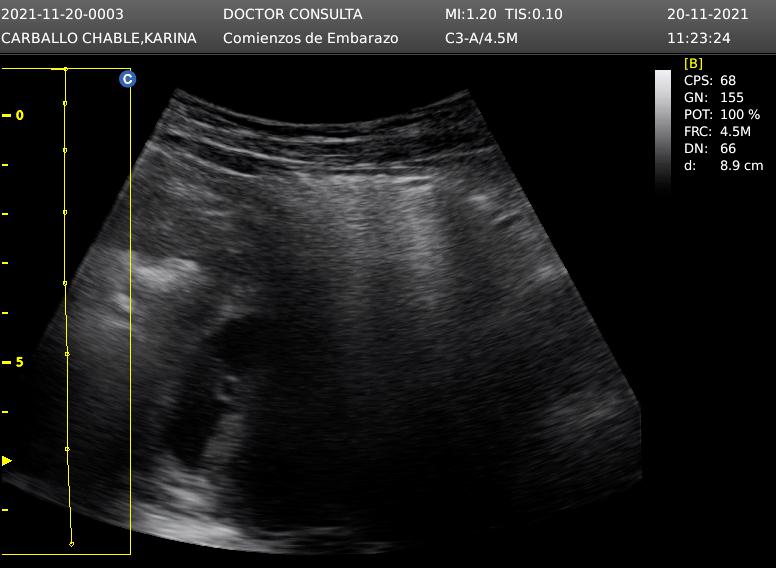 2021-11-20-0003 DOCTOR CONSULTA MI:1.20 TIS:0.10 20-11-2021
CARBALLO CHABLE,KARINA Comienzos de Embarazo C3-A/4.5M 11:23:24
[B]
C
CPS: 68
GN: 155
0
POT: 100 %
FRC: 4.5M
DN: 66
d: 8.9 cm
5